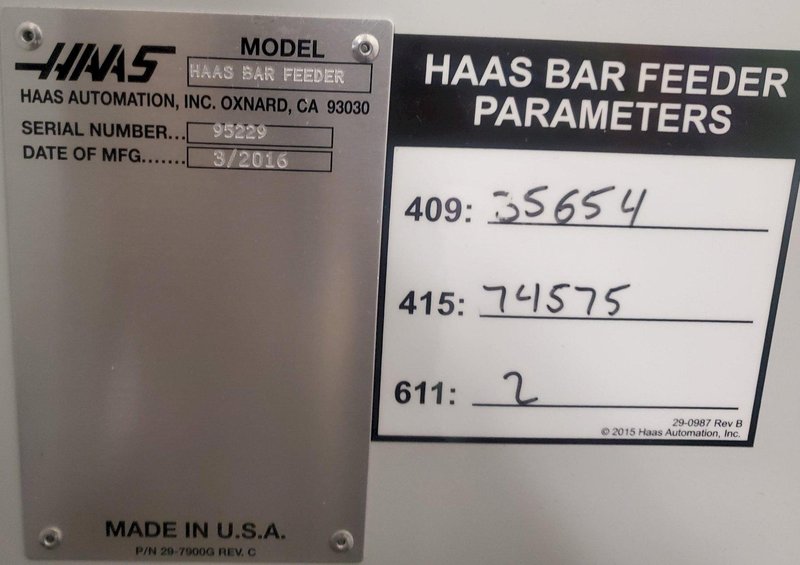 HAAS
MODEL
HAAS BAR FEEDER
HAAS AUTOMATION, INC. OXNARD, CA 93030
SERIAL NUMBER... 95229
DATE OF MFG....... 3/2016
MADE IN U.S.A.
P/N 29-7900G REV. C
HAAS BAR FEEDER
PARAMETERS
409: 35654
415: 74575
611: 2
29-0987 Rev B
© 2015 Haas Automation, Inc.